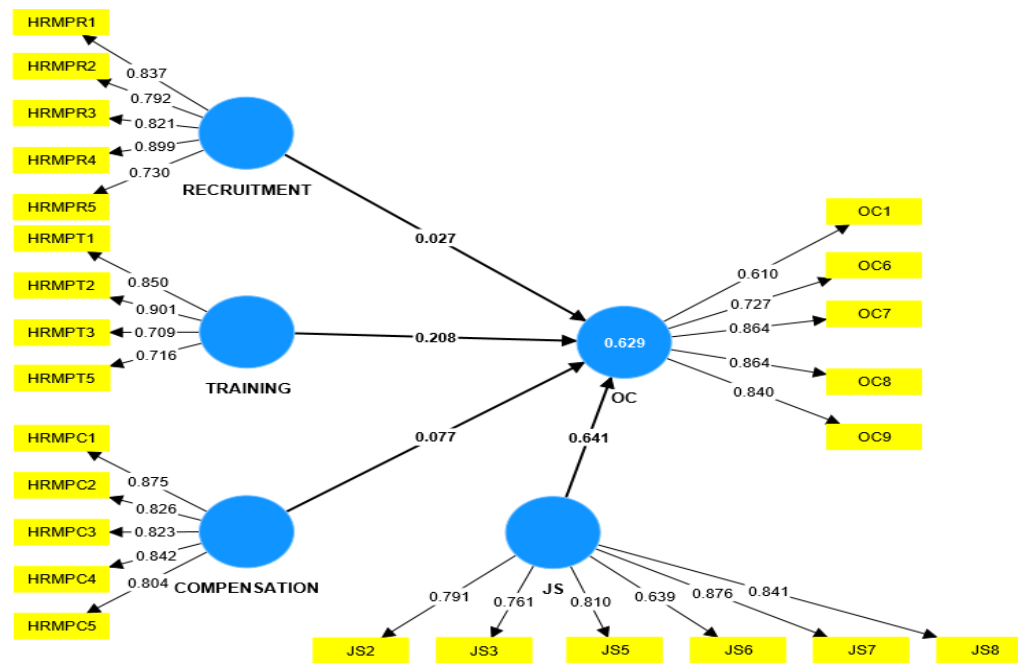 HRMPR1
HRMPR2
HRMPR3
HRMPR4
HRMPR5
0.837
0.792
0.821
0.899
0.730
RECRUITMENT
0.027
HRMPT1
HRMPT2
HRMPT3
HRMPT5
0.850
0.901
0.709
0.716
TRAINING
0.208
HRMPC1
HRMPC2
HRMPC3
HRMPC4
HRMPC5
0.875
0.826
0.823
0.842
0.804
COMPENSATION
0.077
0.629
OC
0.641
OC1
OC6
OC7
OC8
OC9
0.610
0.727
0.864
0.864
0.840
JS
0.791
0.761
0.810
0.639
0.876
0.841
JS2
JS3
JS5
JS6
JS7
JS8